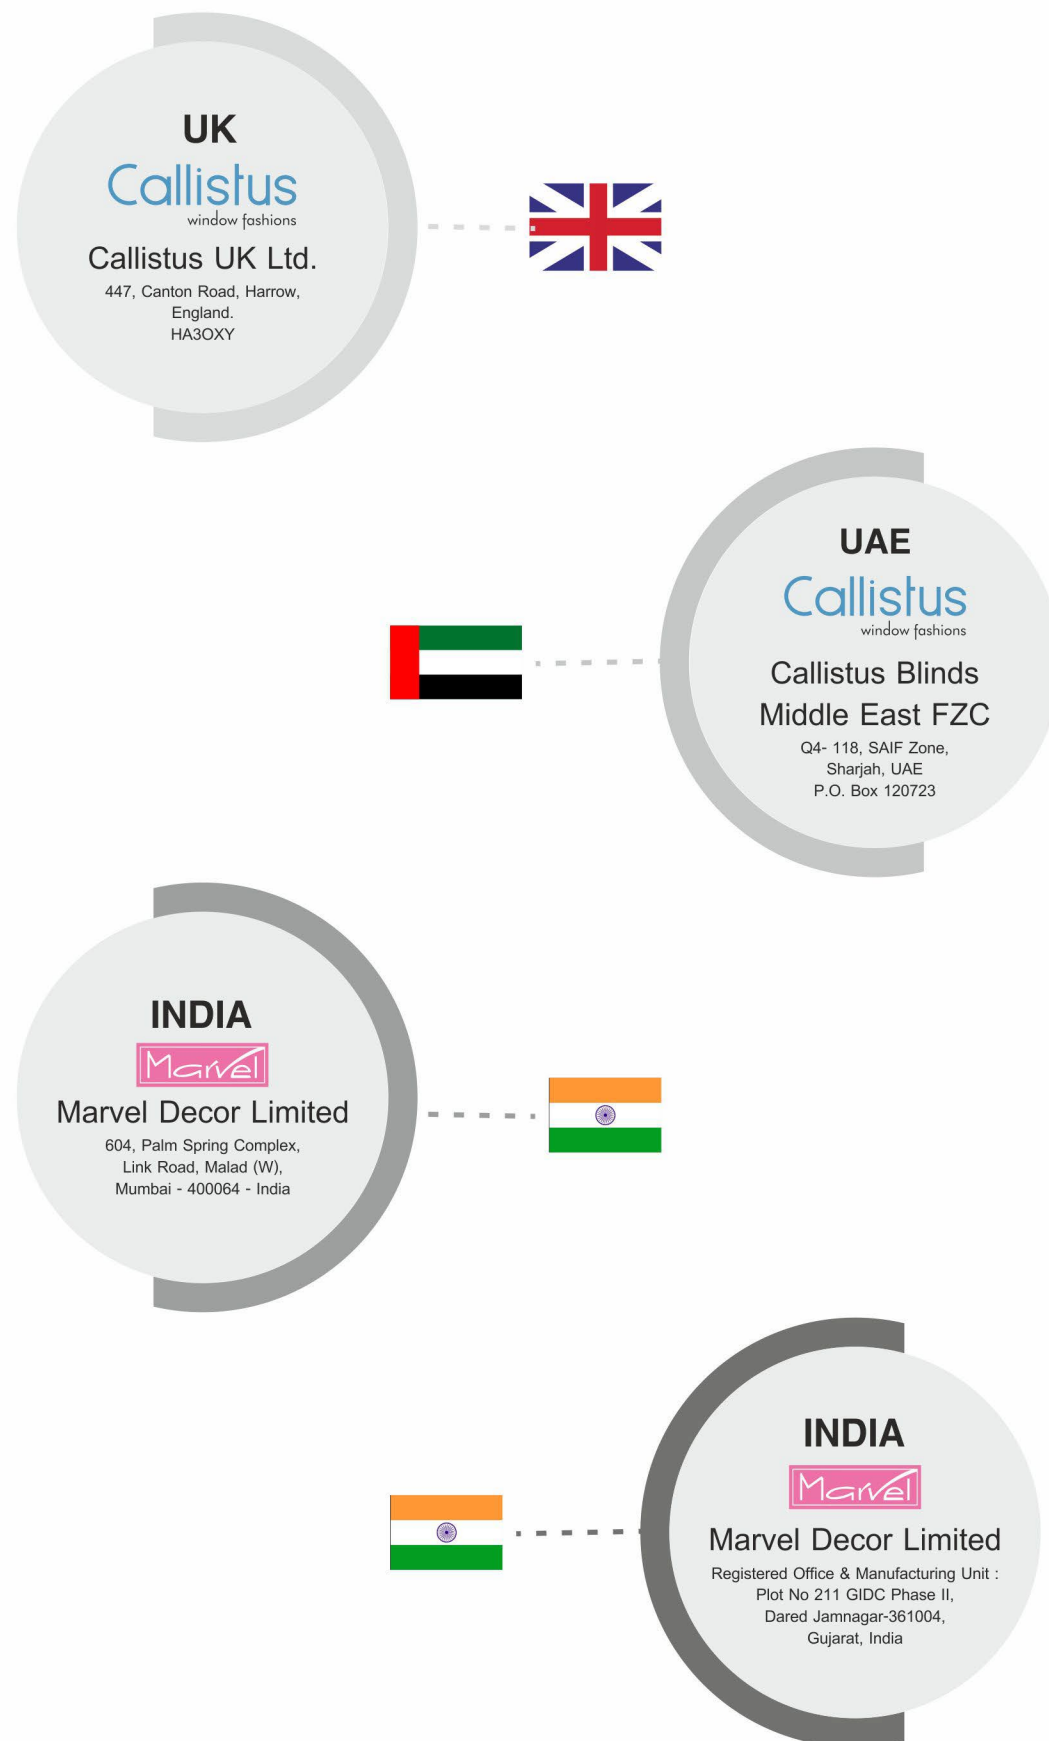 UK
Callistus
window fashions
Callistus UK Ltd.
447, Canton Road, Harrow,
England.
HA3OXY
UAE
Callistus
window fashions
Callistus Blinds
Middle East FZC
Q4- 118, SAIF Zone,
Sharjah, UAE
P.O. Box 120723
INDIA
Marvel
Marvel Decor Limited
604, Palm Spring Complex,
Link Road, Malad (W),
Mumbai - 400064 - India
INDIA
Marvel
Marvel Decor Limited
Registered Office & Manufacturing Unit :
Plot No 211 GIDC Phase II,
Dared Jamnagar-361004,
Gujarat, India